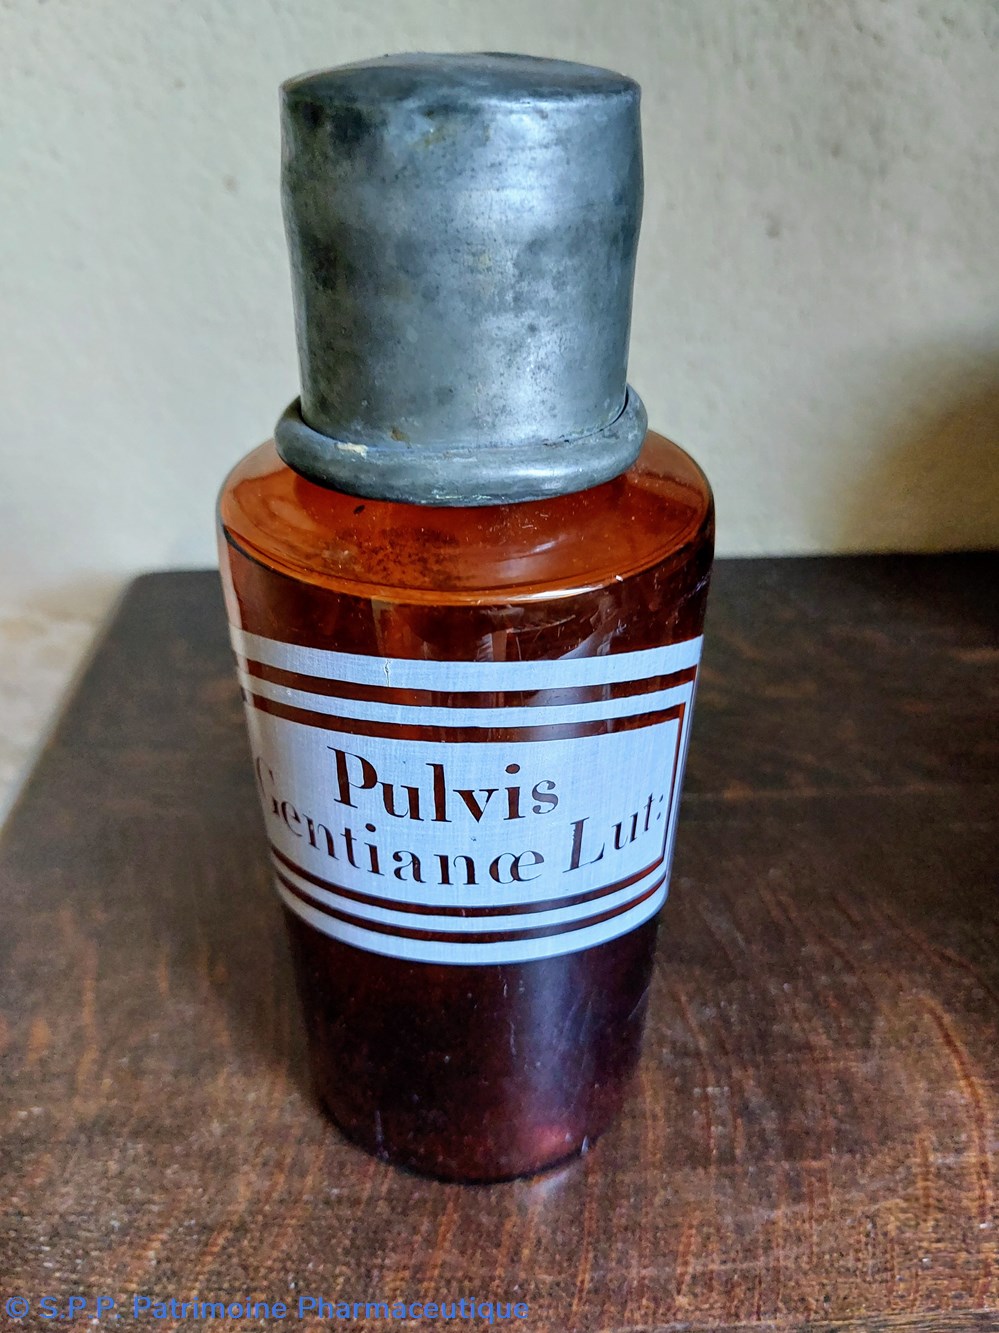 Pulvis
Gentianœ Lut:
© S.P.P. Patrimoine Pharmaceutique